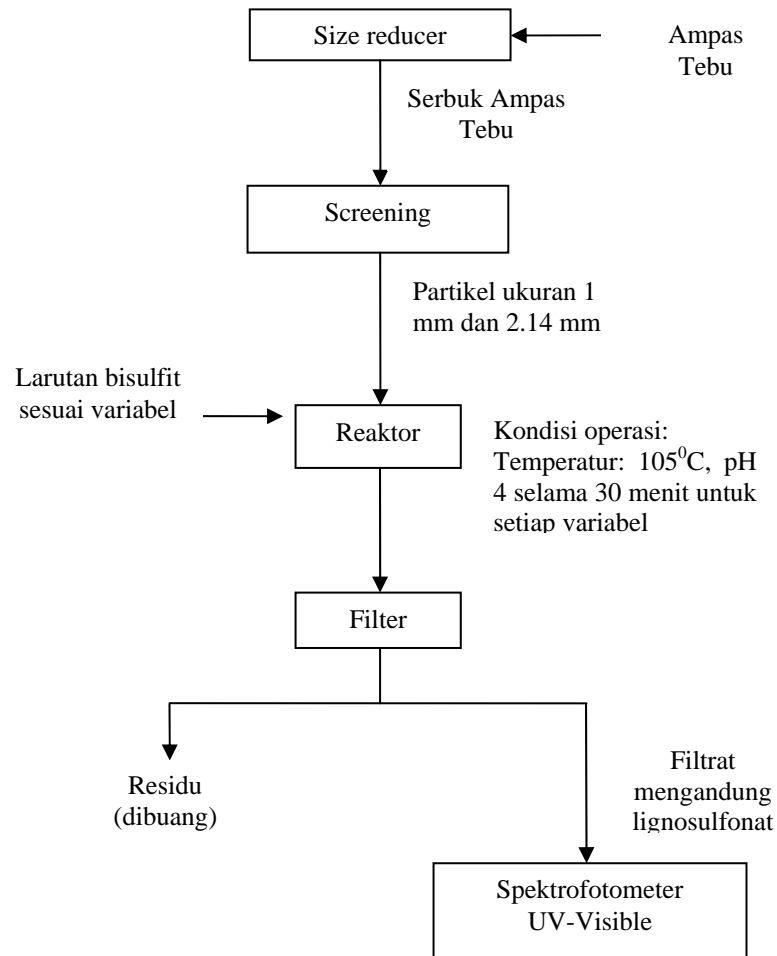 Size reducer
Ampas
Tebu
Serbuk Ampas
Tebu
Screening
Partikel ukuran 1
mm dan 2.14 mm
Larutan bisulfit
sesuai variabel
Reaktor
Kondisi operasi:
Temperatur: 105⁰C, pH
4 selama 30 menit untuk
setiap variabel
Filter
Residu
(dibuang)
Filtrat
mengandung
lignosulfonat
Spektrofotometer
UV-Visible